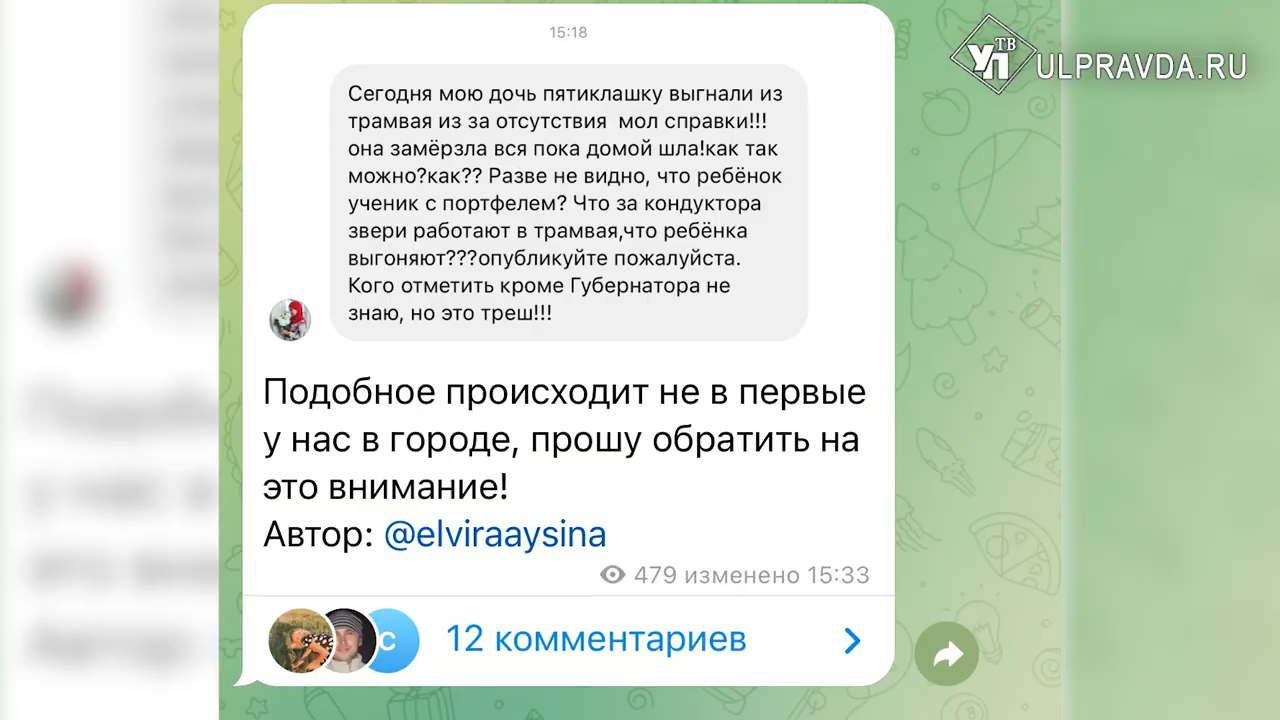 15:18
УП ТВ
ULPRAVDA.RU
Сегодня мою дочь пятиклашку выгнали из
трамвая из за отсутствия мол справки!!!
она замёрзла вся пока домой шла!как так
можно?как?? Разве не видно, что ребёнок
ученик с портфелем? Что за кондуктора
звери работают в трамвая,что ребёнка
выгоняют???опубликуйте пожалуйста.
Кого отметить кроме Губернатора не
знаю, но это треш!!!
Подобное происходит не в первые
у нас в городе, прошу обратить на
это внимание!
Автор: @elviraaysina
479 изменено 15:33
С
12 комментариев